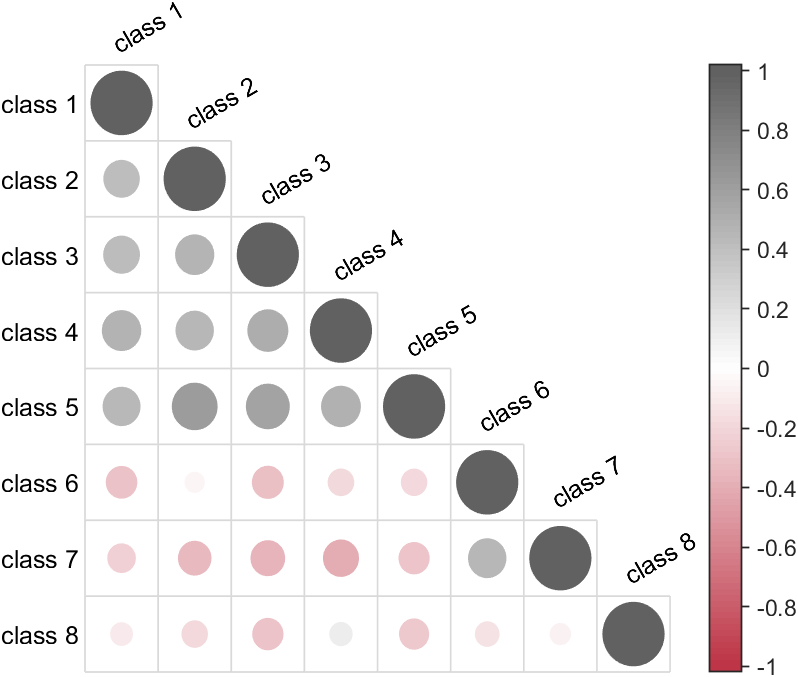 class 1
class 2
class 3
class 4
class 5
class 6
class 7
class 8
class 1
class 2
class 3
class 4
class 5
class 6
class 7
class 8
1
0.8
0.6
0.4
0.2
0
-0.2
-0.4
-0.6
-0.8
-1